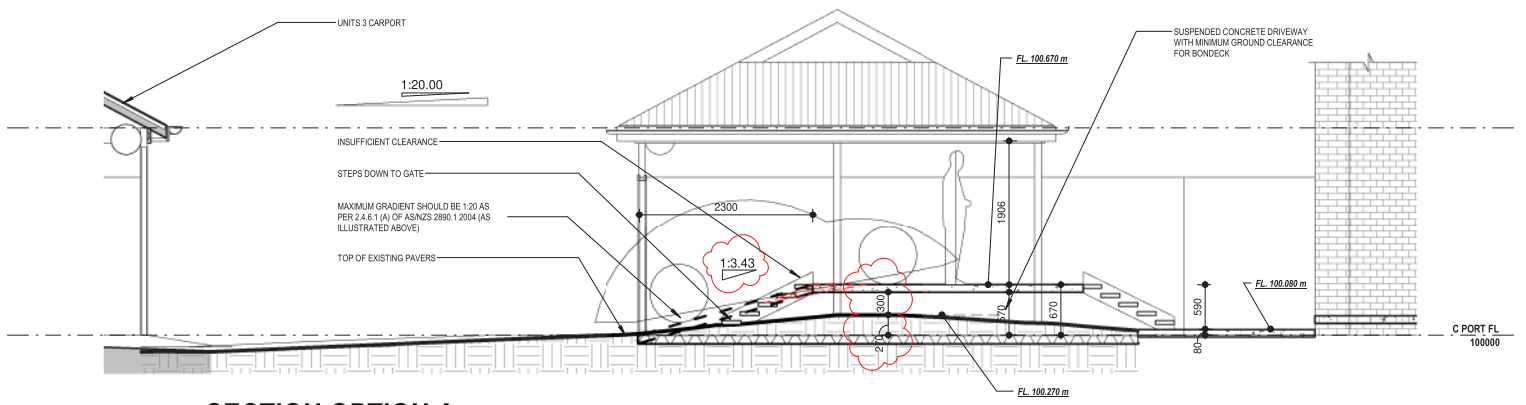 UNITS 3 CARPORT
1:20.00
INSUFFICIENT CLEARANCE
STEPS DOWN TO GATE
MAXIMUM GRADIENT SHOULD BE 1:20 AS
PER 2.4.6.1 (A) OF AS/NZS 2890.1 2004 (AS
ILLUSTRATED ABOVE)
TOP OF EXISTING PAVERS
2300
1:3.43
FL. 100.670 m
SUSPENDED CONCRETE DRIVEWAY
WITH MINIMUM GROUND CLEARANCE
FOR BONDECK
1906
300
270
570
670
590
80
FL. 100.080 m
C PORT FL
100000
FL. 100.270 m
SECTION OPTION A